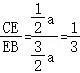 CE/EB = (1/2 a)/(3/2 a) = 1/3